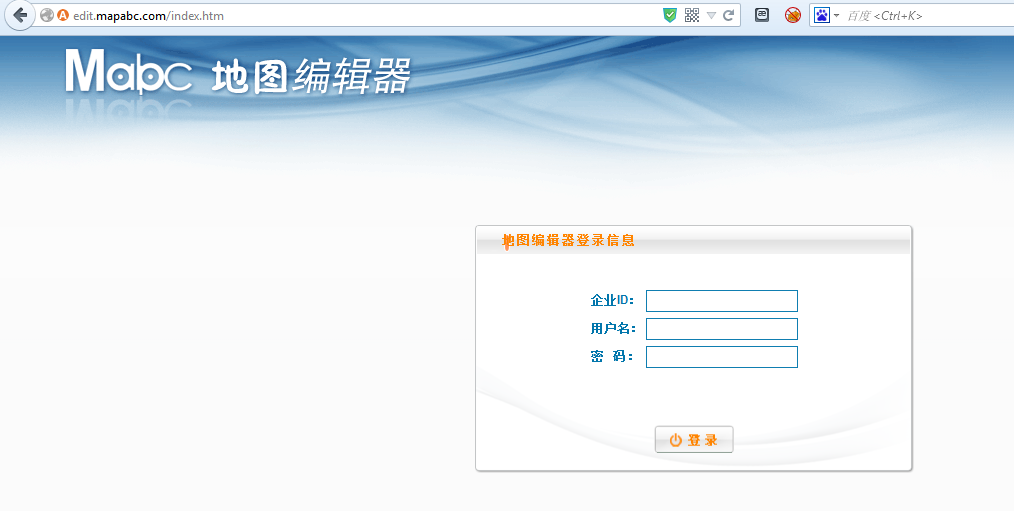 edit.mapabc.com/index.htm
百度 <Ctrl+K>
Mabc 地图编辑器
地图编辑器登录信息
企业ID：
用户名：
密 码：
登 录